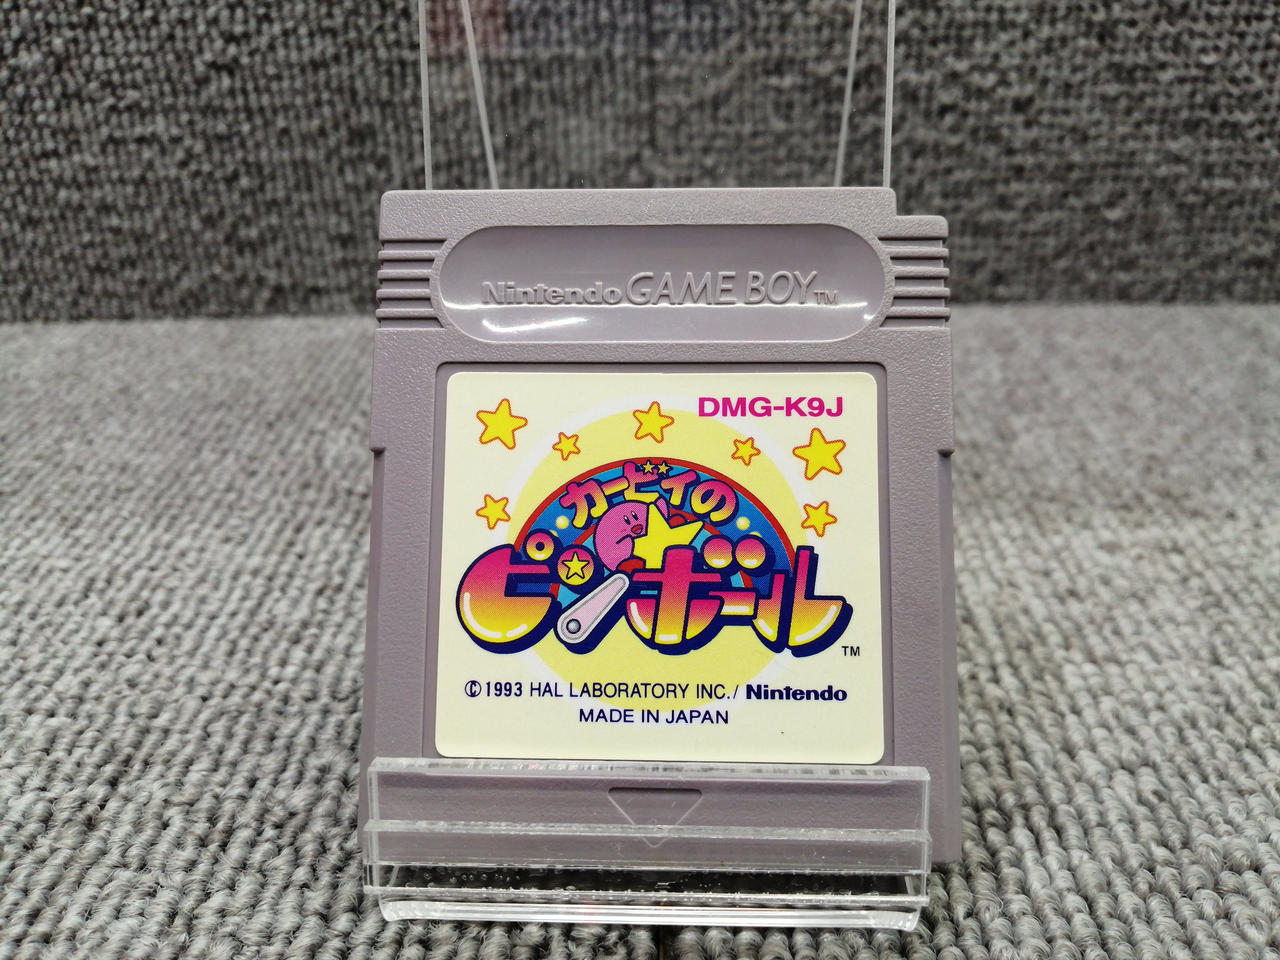 Nintendo GAME BOY TM
DMG-K9J
カービィの
ピンボール
TM
©1993 HAL LABORATORY INC./Nintendo
MADE IN JAPAN